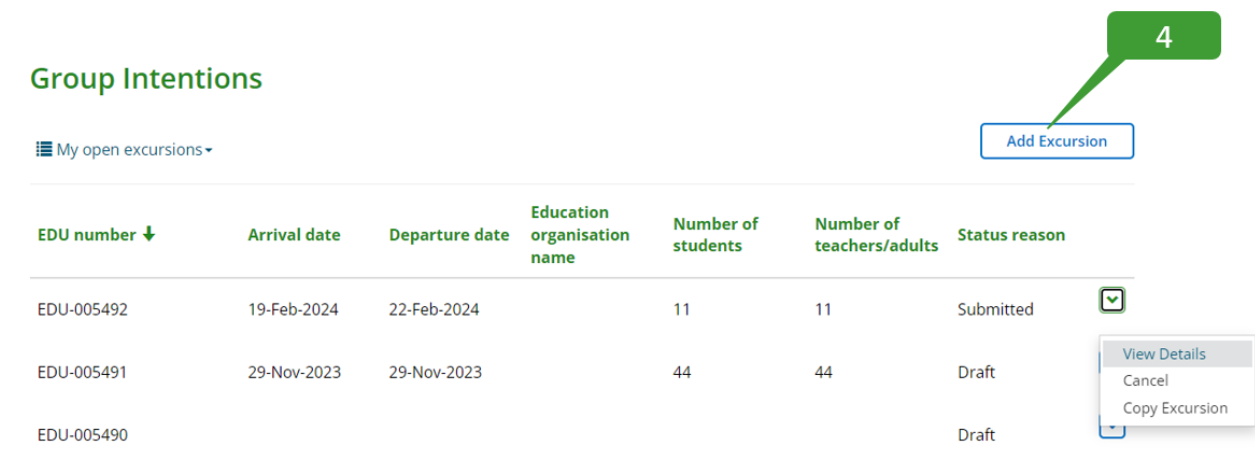 4
Group Intentions
My open excursions
Add Excursion
EDU number Arrival date Departure date Education organisation name Number of students Number of teachers/adults Status reason
EDU-005492 19-Feb-2024 22-Feb-2024 11 11 Submitted
View Details
EDU-005491 29-Nov-2023 29-Nov-2023 44 44 Draft
Cancel
Copy Excursion
EDU-005490 Draft